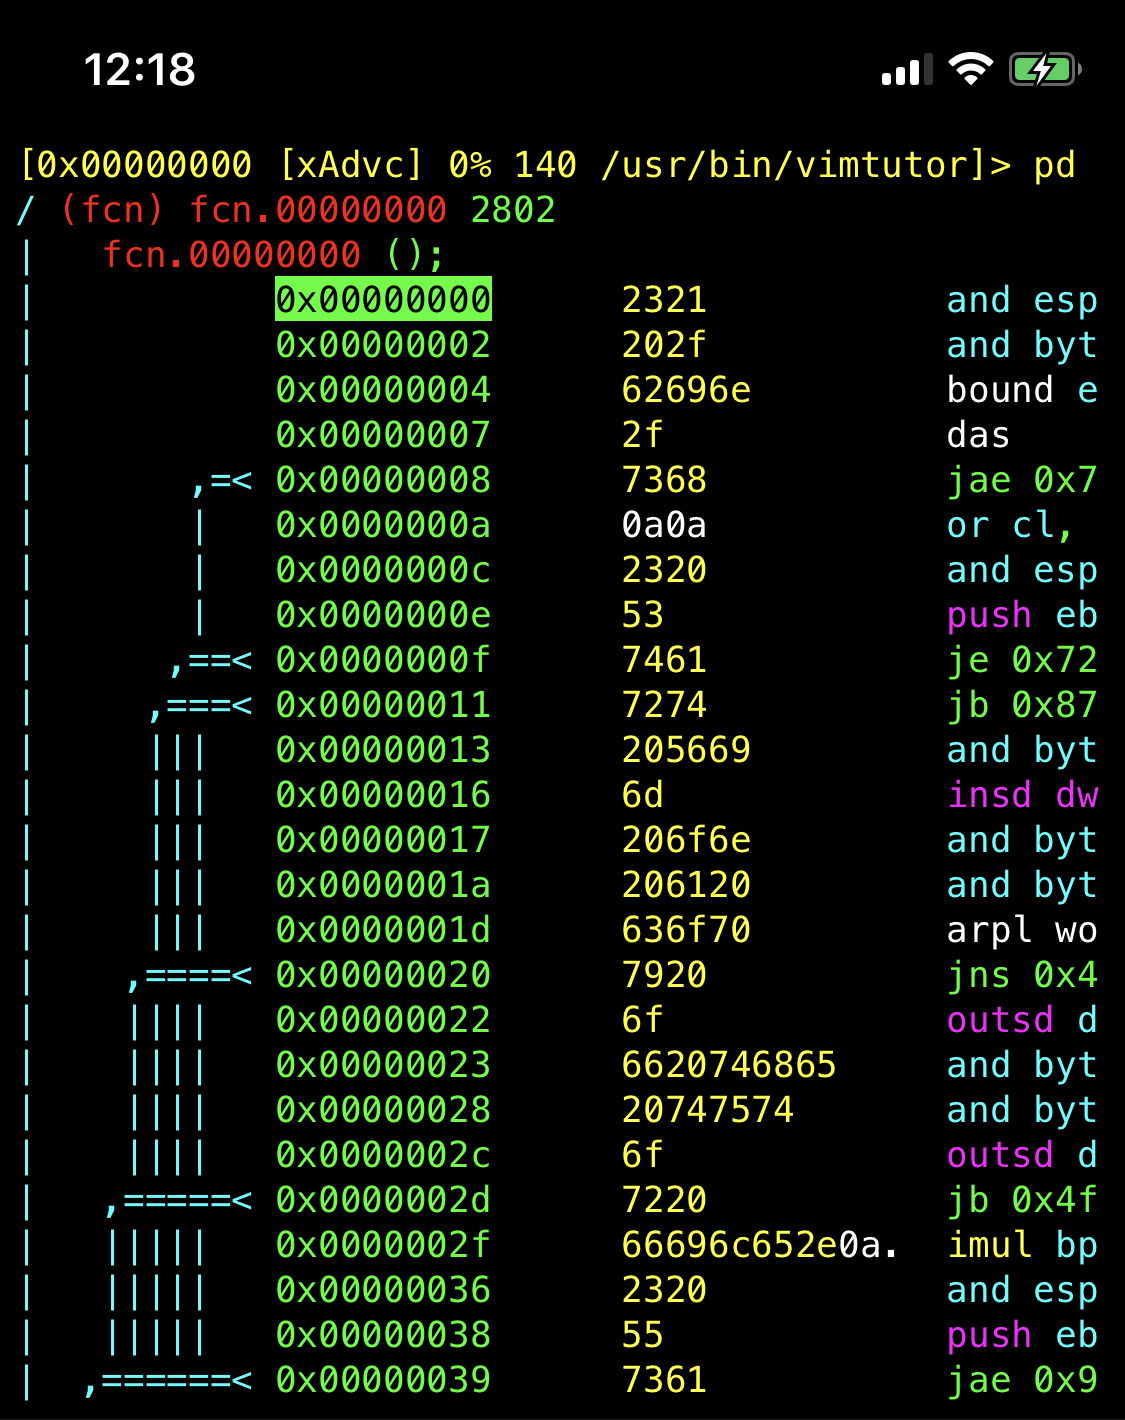 12:18
[0x00000000 [xAdvc] 0% 140 /usr/bin/vimtutor]> pd
/ (fcn) fcn.00000000 2802
|   fcn.00000000 ();
|           0x00000000      2321           and esp
|           0x00000002      202f           and byt
|           0x00000004      62696e         bound e
|           0x00000007      2f             das
|       ,=< 0x00000008      7368           jae 0x7
|       |   0x0000000a      0a0a           or cl,
|       |   0x0000000c      2320           and esp
|       |   0x0000000e      53             push eb
|      ,==< 0x0000000f      7461           je 0x72
|     ,===< 0x00000011      7274           jb 0x87
|     |||   0x00000013      205669         and byt
|     |||   0x00000016      6d             insd dw
|     |||   0x00000017      206f6e         and byt
|     |||   0x0000001a      206120         and byt
|     |||   0x0000001d      636f70         arpl wo
|    ,====< 0x00000020      7920           jns 0x4
|    ||||   0x00000022      6f             outsd d
|    ||||   0x00000023      6620746865     and byt
|    ||||   0x00000028      20747574       and byt
|    ||||   0x0000002c      6f             outsd d
|   ,=====< 0x0000002d      7220           jb 0x4f
|   |||||   0x0000002f      66696c652e0a.  imul bp
|   |||||   0x00000036      2320           and esp
|   |||||   0x00000038      55             push eb
|  ,======< 0x00000039      7361           jae 0x9